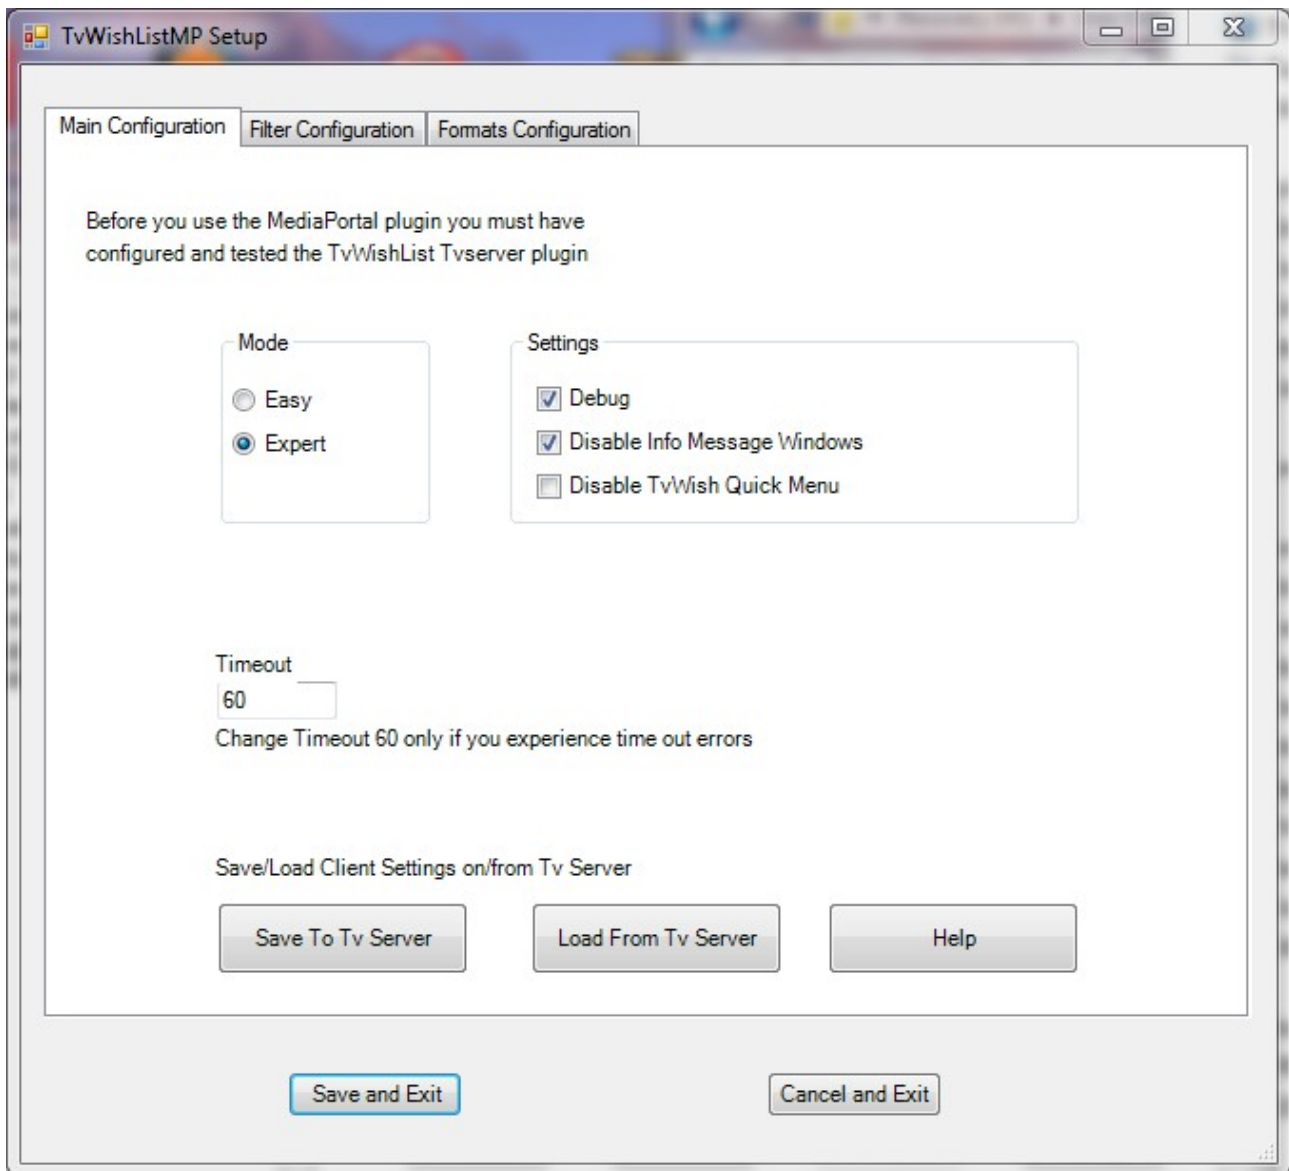 TvWishListMP Setup
Main Configuration
Filter Configuration
Formats Configuration
Before you use the MediaPortal plugin you must have
configured and tested the TvWishList Tvserver plugin
Mode
Easy
Expert
Settings
Debug
Disable Info Message Windows
Disable TvWish Quick Menu
Timeout
60
Change Timeout 60 only if you experience time out errors
Save/Load Client Settings on/from Tv Server
Save To Tv Server
Load From Tv Server
Help
Save and Exit
Cancel and Exit